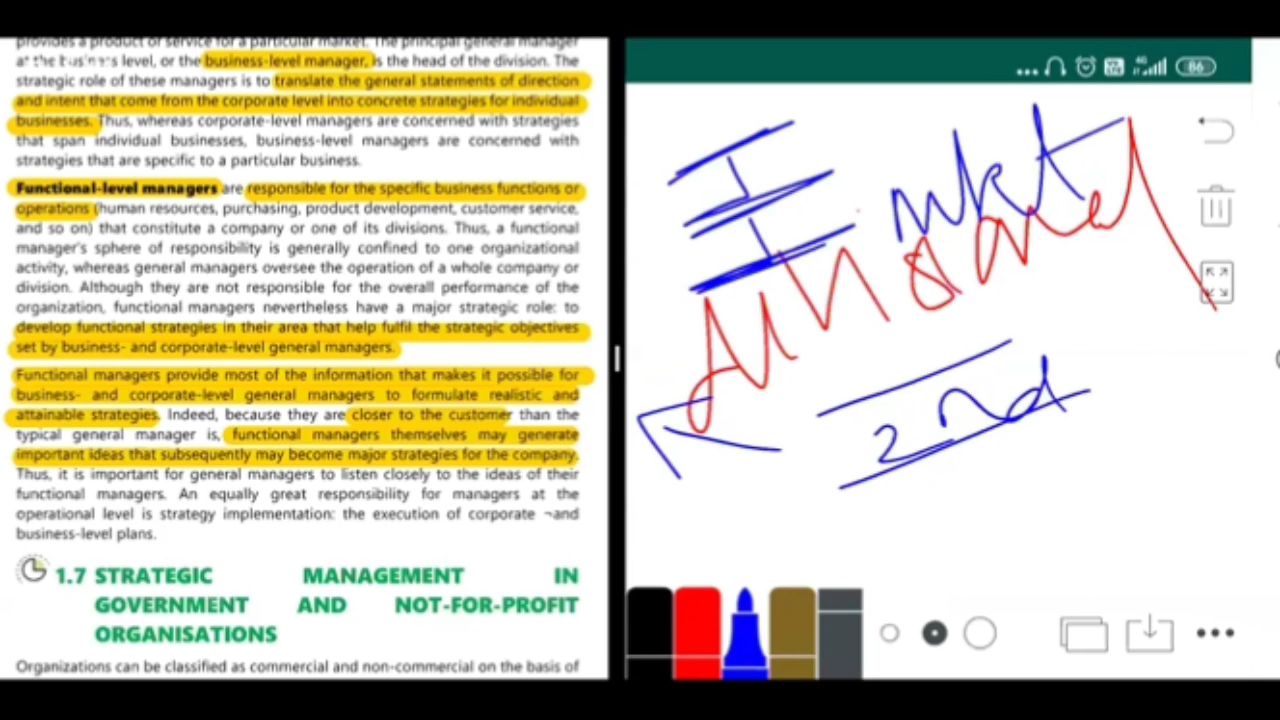 provides a product or service for a particular market. The principal general manager
at the business level, or the business-level manager, is the head of the division. The
strategic role of these managers is to translate the general statements of direction
and intent that come from the corporate level into concrete strategies for individual
businesses. Thus, whereas corporate-level managers are concerned with strategies
that span individual businesses, business-level managers are concerned with
strategies that are specific to a particular business.
Functional-level managers are responsible for the specific business functions or
operations (human resources, purchasing, product development, customer service,
and so on) that constitute a company or one of its divisions. Thus, a functional
manager's sphere of responsibility is generally confined to one organizational
activity, whereas general managers oversee the operation of a whole company or
division. Although they are not responsible for the overall performance of the
organization, functional managers nevertheless have a major strategic role: to
develop functional strategies in their area that help fulfil the strategic objectives
set by business- and corporate-level general managers.
Functional managers provide most of the information that makes it possible for
business- and corporate-level general managers to formulate realistic and
attainable strategies. Indeed, because they are closer to the customer than the
typical general manager is, functional managers themselves may generate
important ideas that subsequently may become major strategies for the company.
Thus, it is important for general managers to listen closely to the ideas of their
functional managers. An equally great responsibility for managers at the
operational level is strategy implementation: the execution of corporate ¬and
business-level plans.
1.7 STRATEGIC MANAGEMENT IN
GOVERNMENT AND NOT-FOR-PROFIT
ORGANISATIONS
Organizations can be classified as commercial and non-commercial on the basis of
4G
86
I
I mkt
2nd